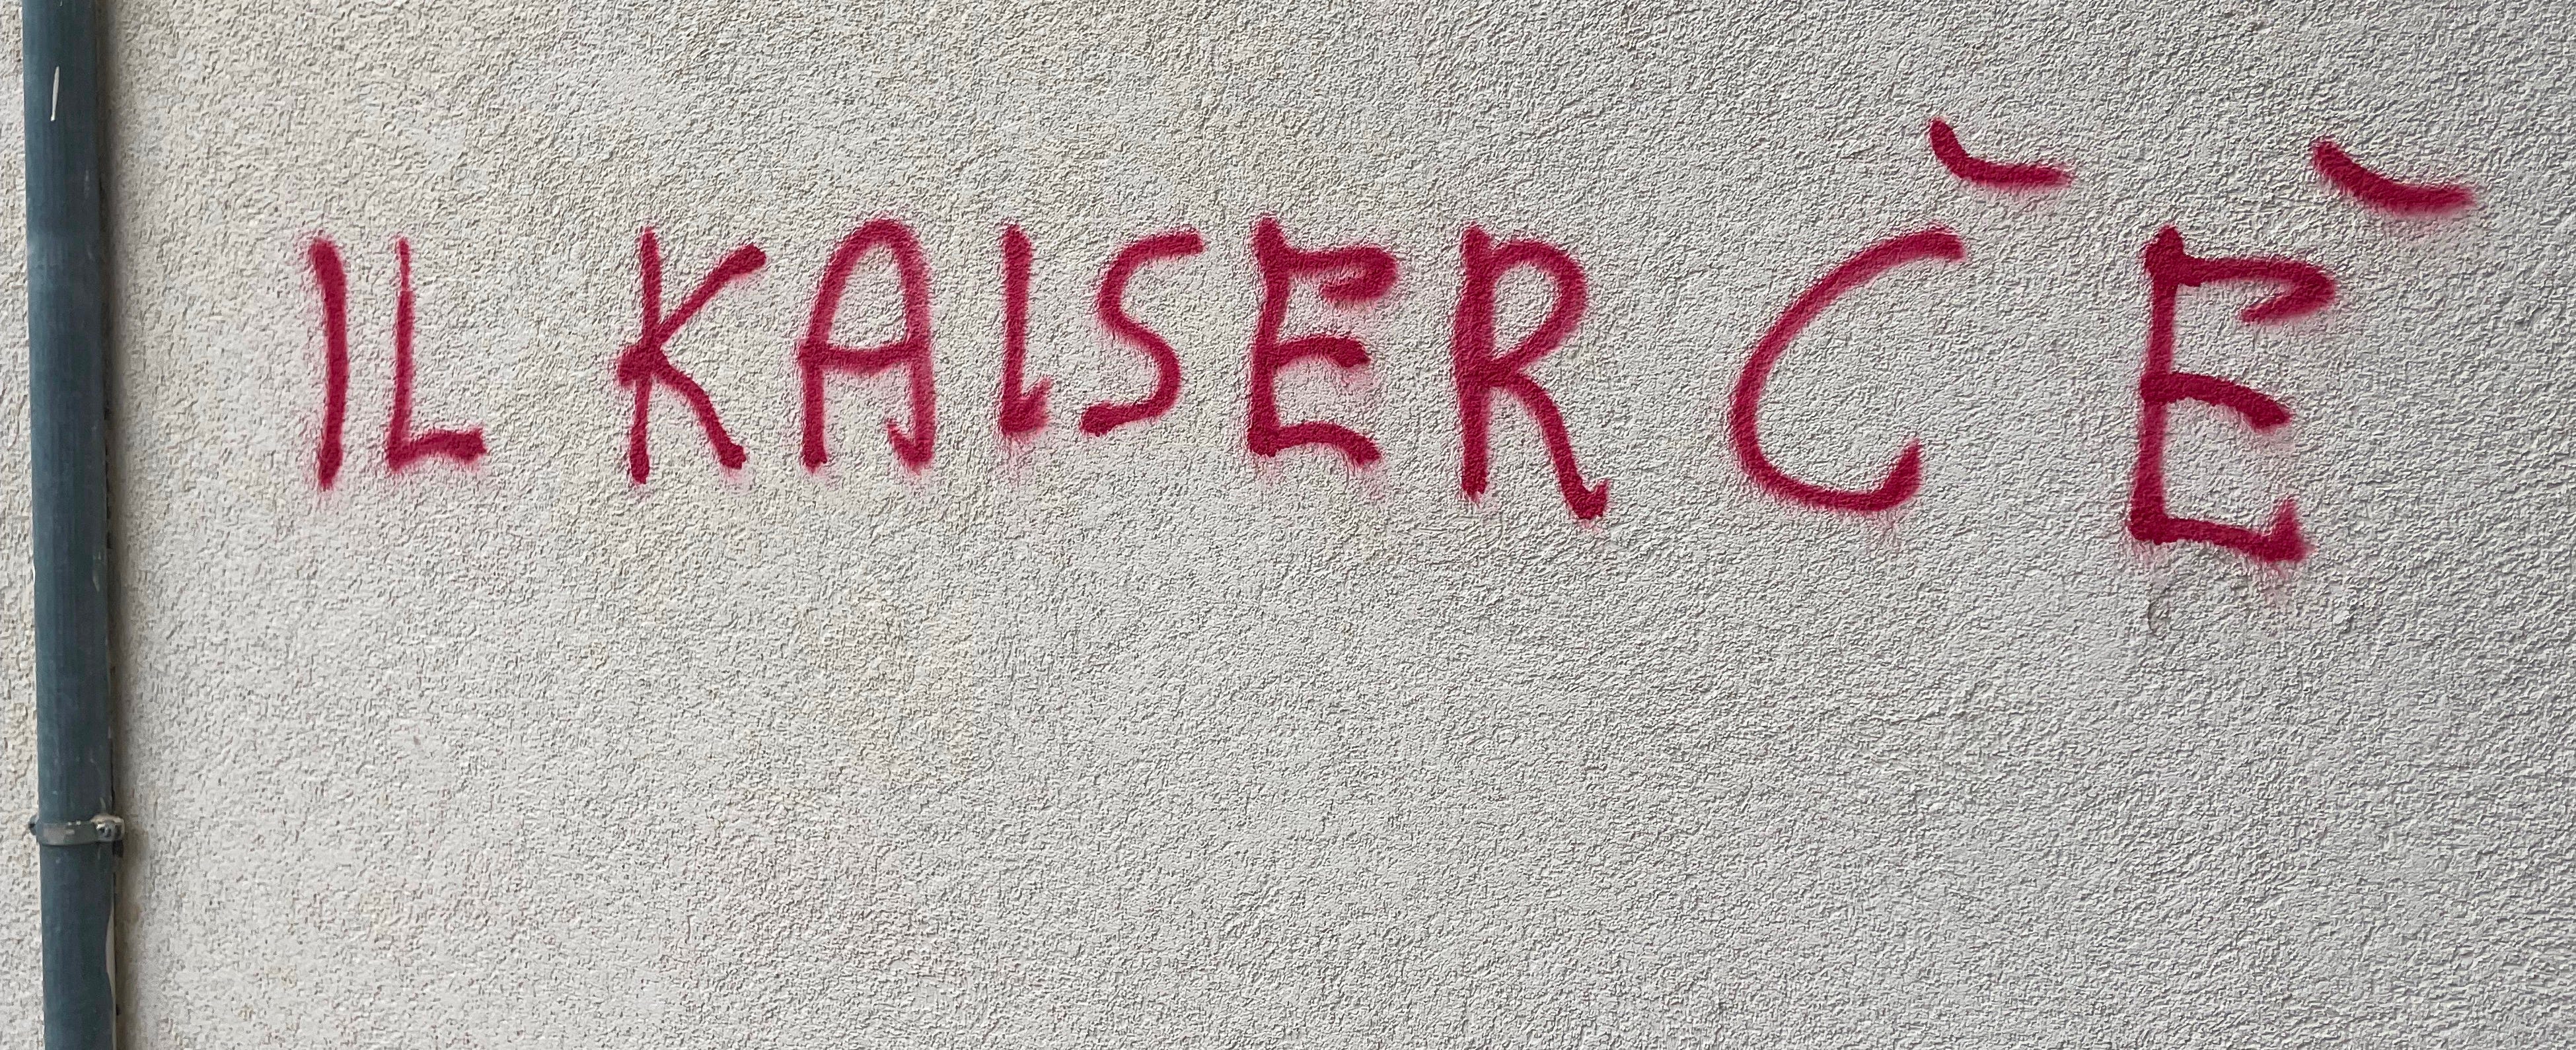 IL KAISER C` È